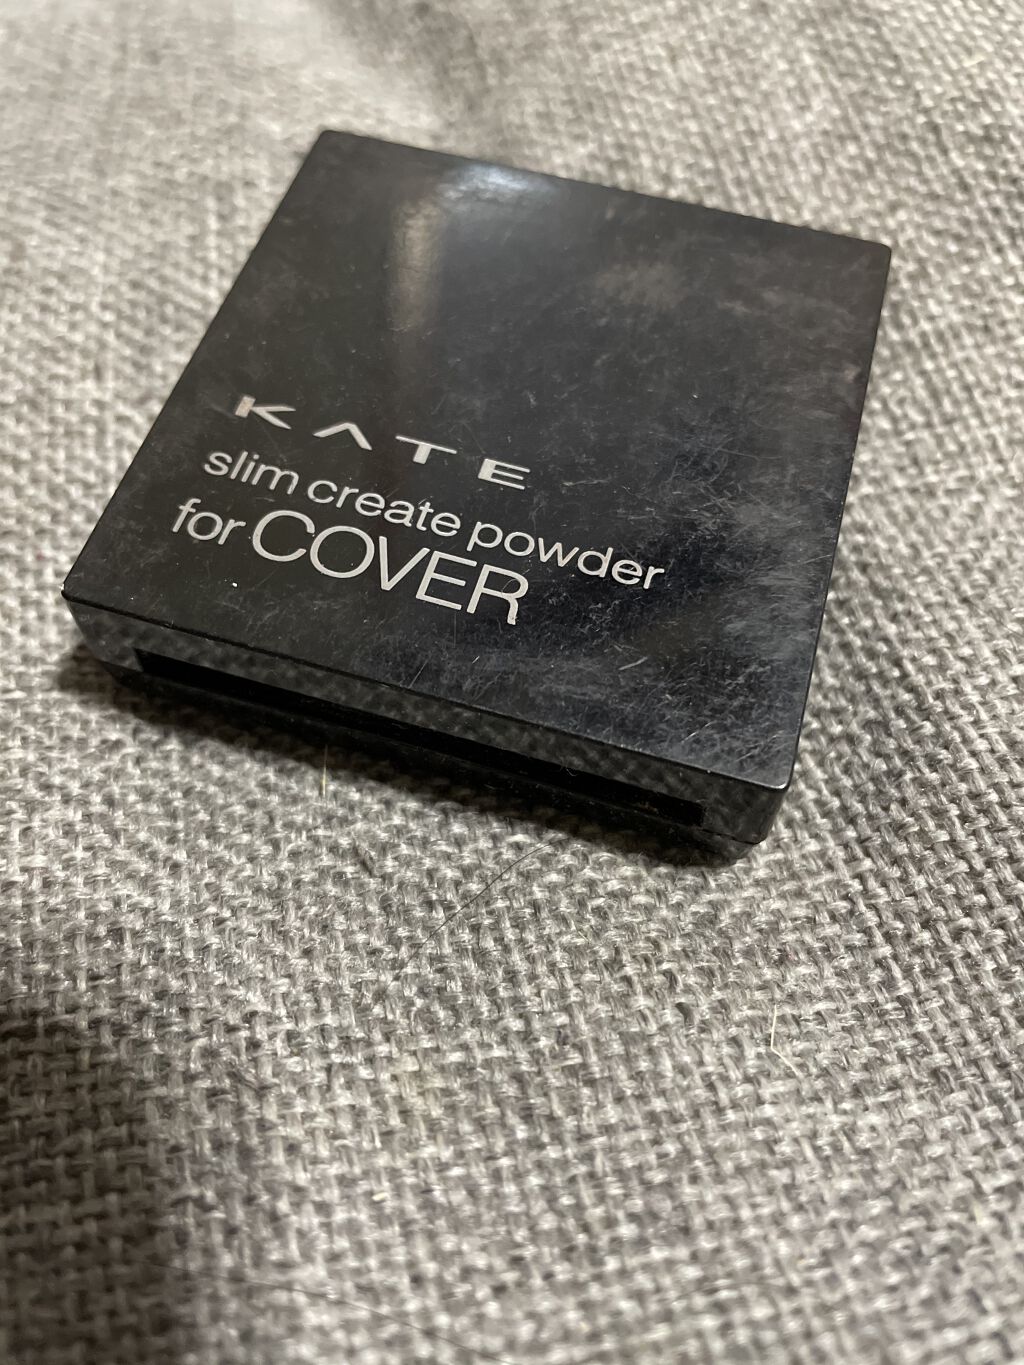 KATE
slim create powder
for COVER